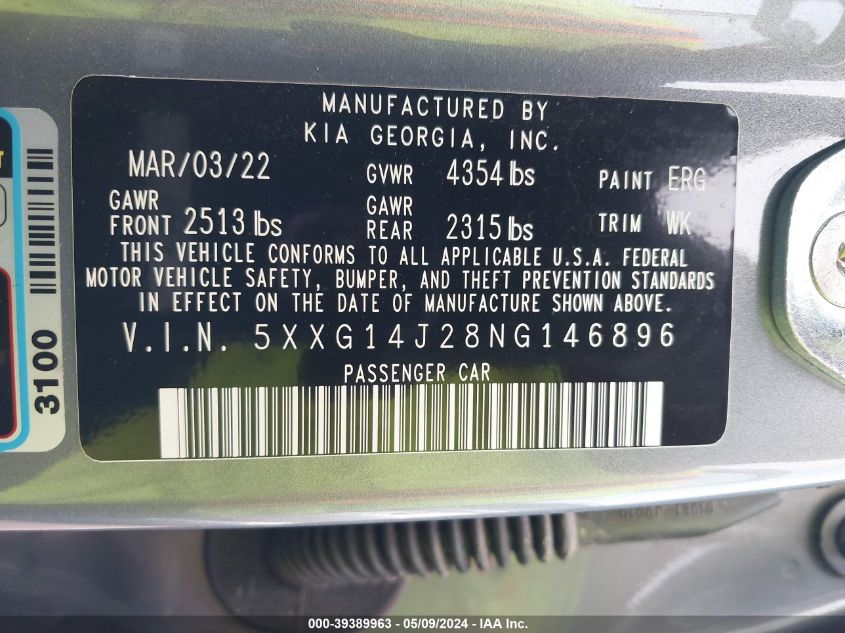 MANUFACTURED BY
KIA GEORGIA, INC.
MAR/03/22 GVWR 4354 lbs PAINT ERG
GAWR FRONT 2513 lbs GAWR REAR 2315 lbs TRIM WK
THIS VEHICLE CONFORMS TO ALL APPLICABLE U.S.A. FEDERAL
MOTOR VEHICLE SAFETY, BUMPER, AND THEFT PREVENTION STANDARDS
IN EFFECT ON THE DATE OF MANUFACTURE SHOWN ABOVE.
V.I.N. 5XXG14J28NG146896
PASSENGER CAR
3100
000-39389963 - 05/09/2024 - IAA Inc.